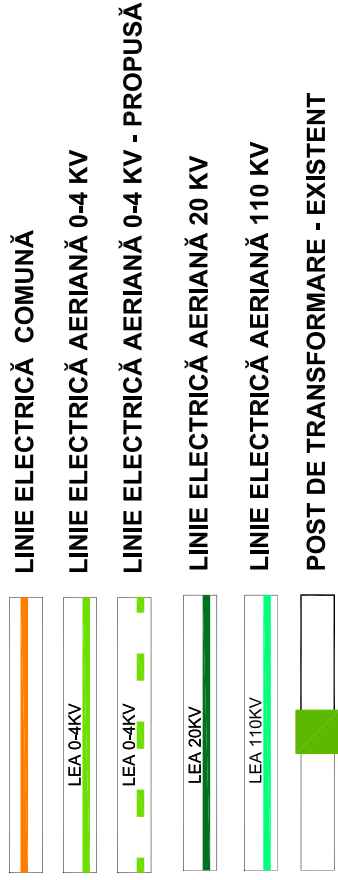 LINIE ELECTRICĂ COMUNĂ
LEA 0-4KV
LINIE ELECTRICĂ AERIANĂ 0-4 KV
LEA 0-4KV
LINIE ELECTRICĂ AERIANĂ 0-4 KV - PROPUSĂ
LEA 20KV
LINIE ELECTRICĂ AERIANĂ 20 KV
LEA 110KV
LINIE ELECTRICĂ AERIANĂ 110 KV
POST DE TRANSFORMARE - EXISTENT